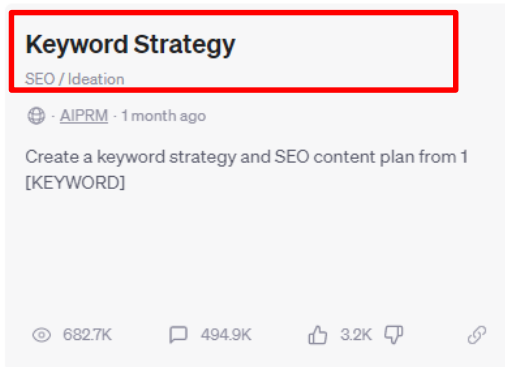 Keyword Strategy
SEO / Ideation
· AIPRM · 1 month ago
Create a keyword strategy and SEO content plan from 1
[KEYWORD]
682.7K 494.9K 3.2K